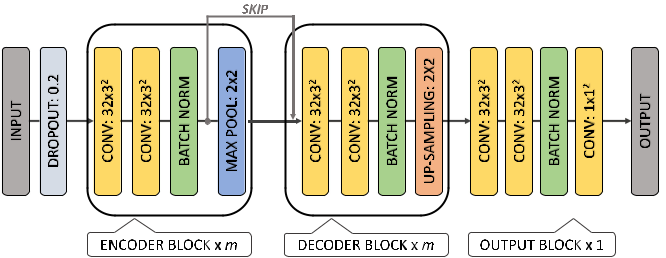 SKIP
INPUT
DROPOUT: 0.2
CONV: 32x3²
CONV: 32x3²
BATCH NORM
MAX POOL: 2x2
CONV: 32x3²
CONV: 32x3²
BATCH NORM
UP-SAMPLING: 2X2
CONV: 32x3²
CONV: 32x3²
BATCH NORM
CONV: 1x1²
OUTPUT
ENCODER BLOCK x m
DECODER BLOCK x m
OUTPUT BLOCK x 1